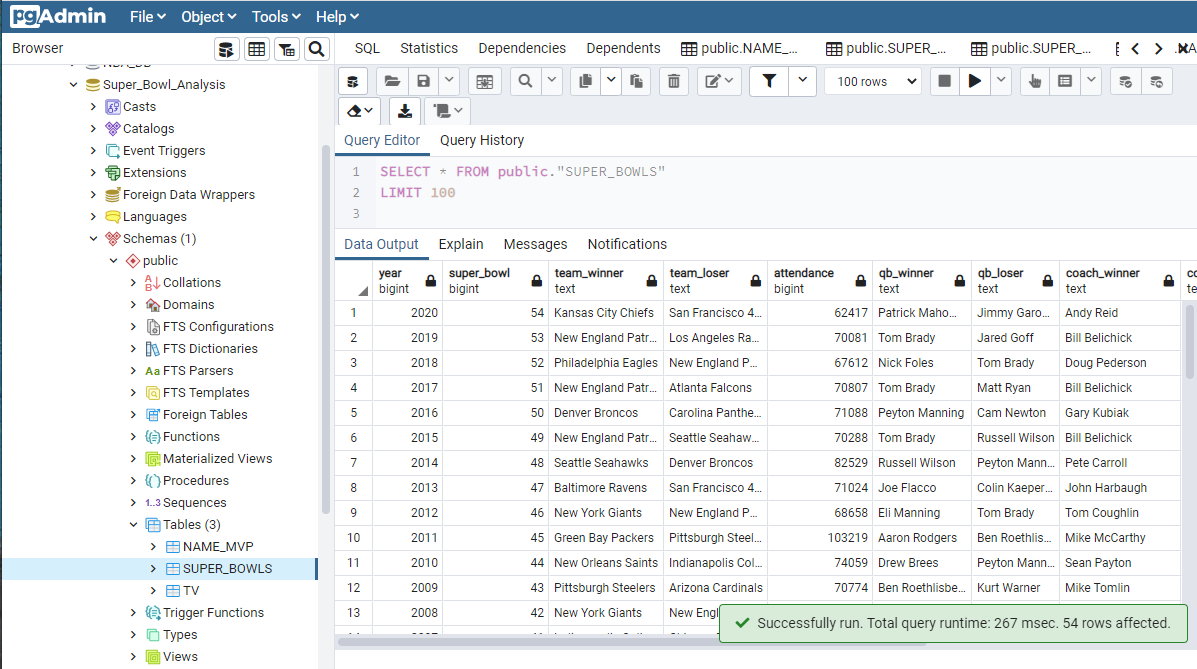 pgAdmin File Object Tools Help
Browser
SQL Statistics Dependencies Dependents public.NAME_... public.SUPER_... public.SUPER_...
100 rows
Super_Bowl_Analysis
Casts
Catalogs
Event Triggers
Extensions
Foreign Data Wrappers
Languages
Schemas (1)
public
Collations
Domains
FTS Configurations
FTS Dictionaries
Aa FTS Parsers
FTS Templates
Foreign Tables
Functions
Materialized Views
Procedures
1..3 Sequences
Tables (3)
NAME_MVP
SUPER_BOWLS
TV
Trigger Functions
Types
Views
Query Editor Query History
1 SELECT * FROM public."SUPER_BOWLS"
2 LIMIT 100
3
Data Output Explain Messages Notifications
year super_bowl team_winner team_loser attendance qb_winner qb_loser coach_winner
bigint bigint text text bigint text text text
1 2020 54 Kansas City Chiefs San Francisco 4... 62417 Patrick Maho... Jimmy Garo... Andy Reid
2 2019 53 New England Patr... Los Angeles Ra... 70081 Tom Brady Jared Goff Bill Belichick
3 2018 52 Philadelphia Eagles New England P... 67612 Nick Foles Tom Brady Doug Pederson
4 2017 51 New England Patr... Atlanta Falcons 70807 Tom Brady Matt Ryan Bill Belichick
5 2016 50 Denver Broncos Carolina Panthe... 71088 Peyton Manning Cam Newton Gary Kubiak
6 2015 49 New England Patr... Seattle Seahaw... 70288 Tom Brady Russell Wilson Bill Belichick
7 2014 48 Seattle Seahawks Denver Broncos 82529 Russell Wilson Peyton Mann... Pete Carroll
8 2013 47 Baltimore Ravens San Francisco 4... 71024 Joe Flacco Colin Kaeper... John Harbaugh
9 2012 46 New York Giants New England P... 68658 Eli Manning Tom Brady Tom Coughlin
10 2011 45 Green Bay Packers Pittsburgh Steel... 103219 Aaron Rodgers Ben Roethlis... Mike McCarthy
11 2010 44 New Orleans Saints Indianapolis Col... 74059 Drew Brees Peyton Mann... Sean Payton
12 2009 43 Pittsburgh Steelers Arizona Cardinals 70774 Ben Roethlisbe... Kurt Warner Mike Tomlin
13 2008 42 New York Giants New Engl
Successfully run. Total query runtime: 267 msec. 54 rows affected.